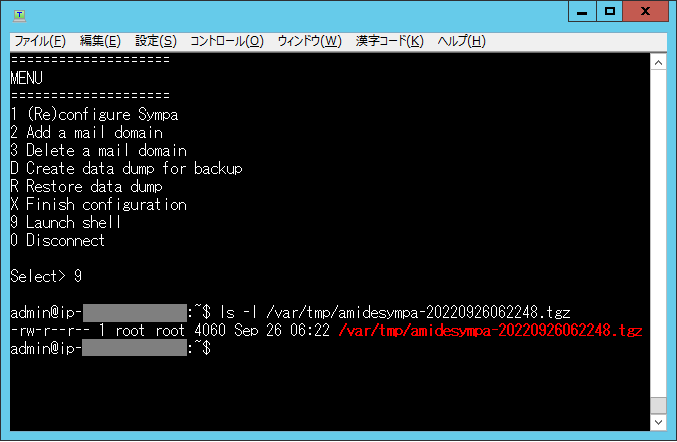 ファイル(F) 編集(E) 設定(S) コントロール(O) ウィンドウ(W) 漢字コード(K) ヘルプ(H)
====================
MENU
====================
1 (Re)configure Sympa
2 Add a mail domain
3 Delete a mail domain
D Create data dump for backup
R Restore data dump
X Finish configuration
9 Launch shell
0 Disconnect
Select> 9
admin@ip-:~$ ls -l /var/tmp/amidesympa-20220926062248.tgz
-rw-r--r-- 1 root root 4060 Sep 26 06:22 /var/tmp/amidesympa-20220926062248.tgz
admin@ip-:~$